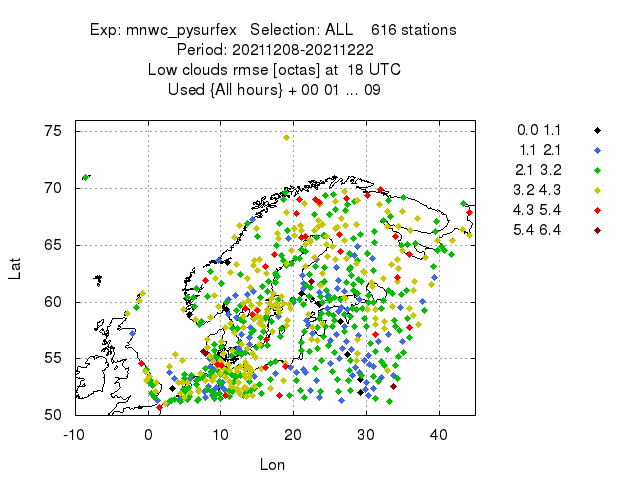 Exp: mnwc_pysurfex Selection: ALL 616 stations
Period: 20211208-20211222
Low clouds rmse [octas] at 18 UTC
Used {All hours} + 00 01 ... 09
75
70
65
60
55
50
-10 0 10 20 30 40
Lat
Lon
0.0 1.1
1.1 2.1
2.1 3.2
3.2 4.3
4.3 5.4
5.4 6.4